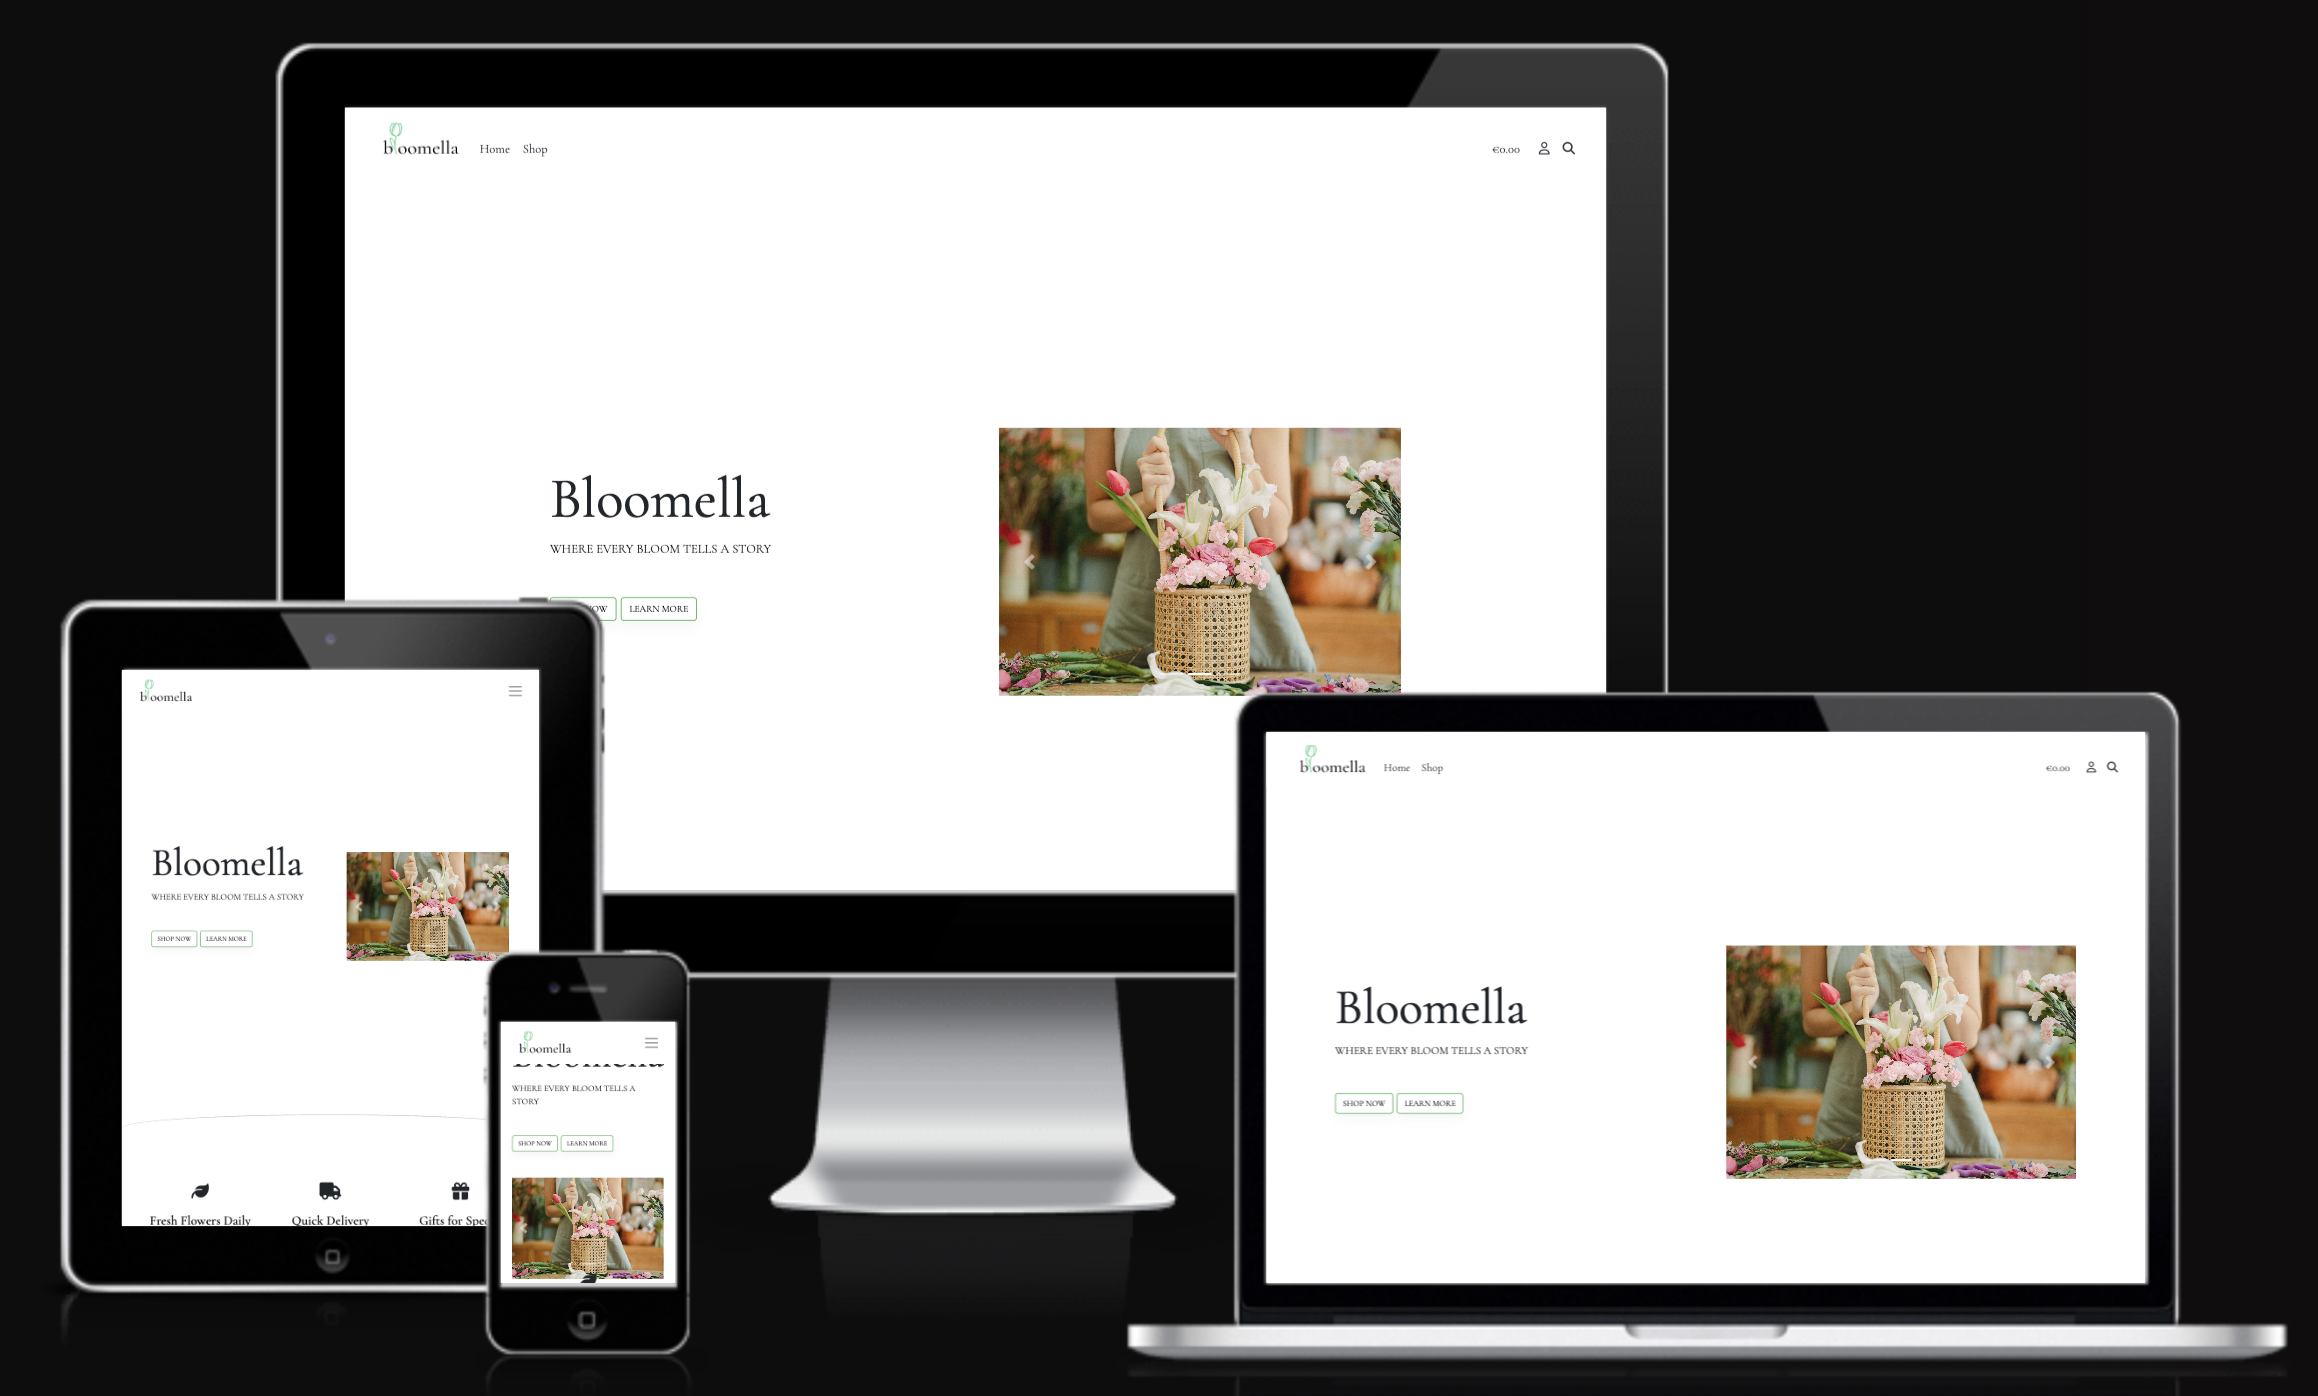 bloomella Home Shop €0.00
Bloomella
WHERE EVERY BLOOM TELLS A STORY
OW LEARN MORE
bloomella
Bloomella
WHERE EVERY BLOOM TELLS A STORY
SHOP NOW LEARN MORE
Fresh Flowers Daily Quick Delivery Gifts for Spec
bloomella
Bloomella
WHERE EVERY BLOOM TELLS A
STORY
SHOP NOW LEARN MORE
bloomella Home Shop €0.00
Bloomella
WHERE EVERY BLOOM TELLS A STORY
SHOP NOW LEARN MORE